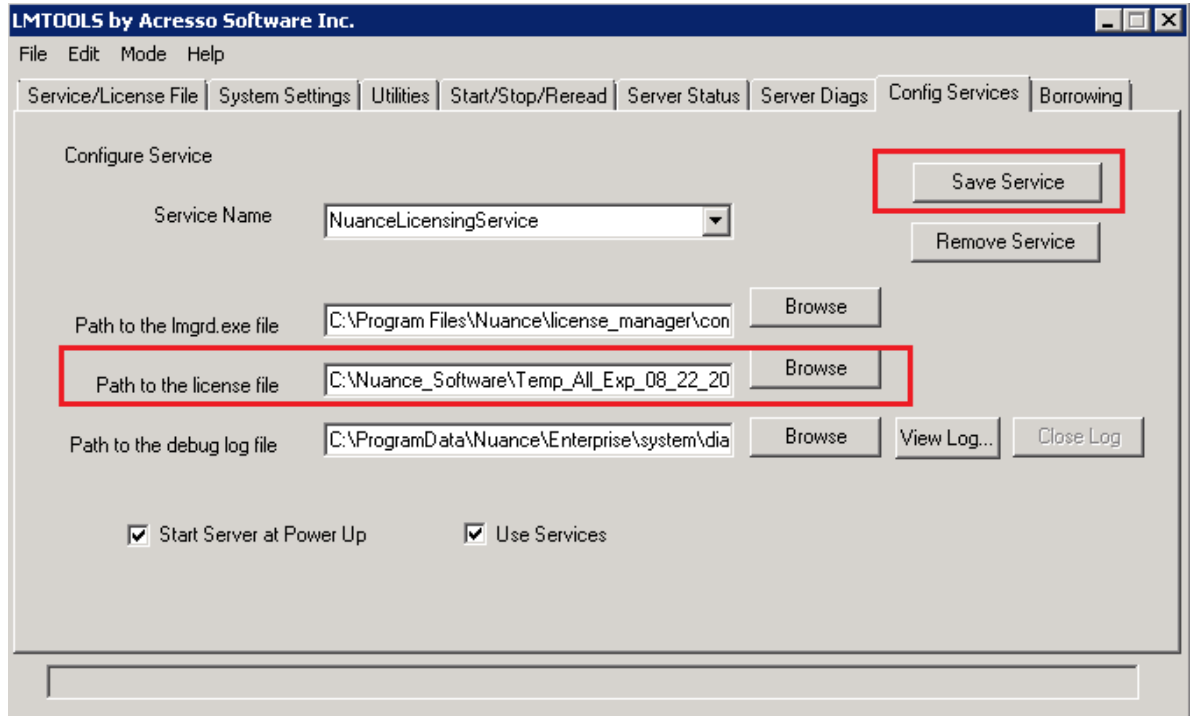 LMTOOLS by Acresso Software Inc.
File Edit Mode Help
Service/License File System Settings Utilities Start/Stop/Reread Server Status Server Diags Config Services Borrowing
Configure Service
Save Service
Service Name NuanceLicensingService
Remove Service
Path to the lmgrd.exe file C:\Program Files\Nuance\license_manager\con Browse
Path to the license file C:\Nuance_Software\Temp_All_Exp_08_22_20 Browse
Path to the debug log file C:\ProgramData\Nuance\Enterprise\system\dia Browse View Log... Close Log
Start Server at Power Up Use Services